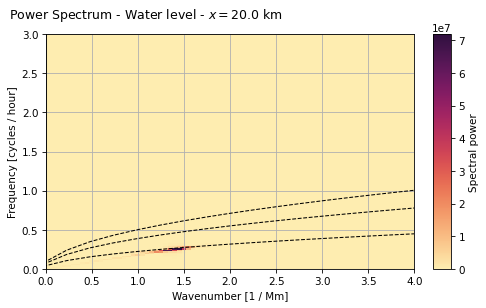 Power Spectrum - Water level - x = 20.0 km
1e7
3.0
2.5
2.0
1.5
1.0
0.5
0.0
Frequency [cycles / hour]
0.0 0.5 1.0 1.5 2.0 2.5 3.0 3.5 4.0
Wavenumber [1 / Mm]
7
6
5
4
3
2
1
0
Spectral power